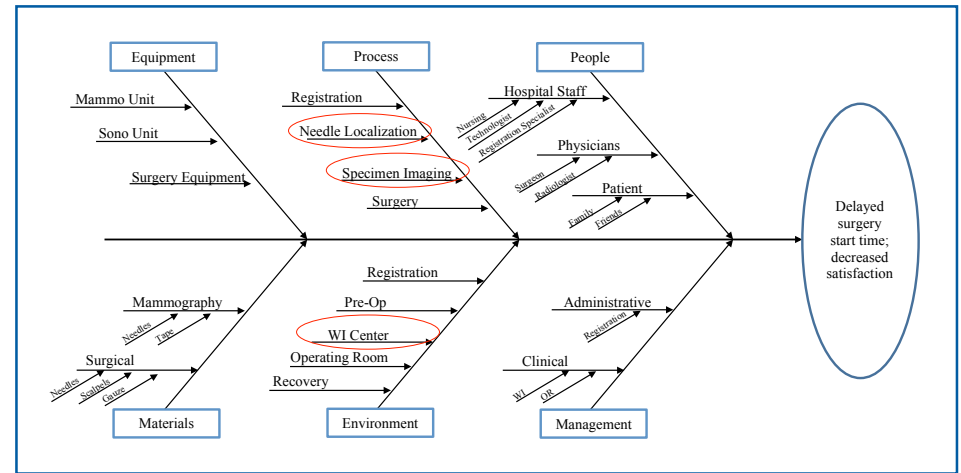 Equipment
Process
People
Mammo Unit
Sono Unit
Surgery Equipment
Registration
Needle Localization
Specimen Imaging
Surgery
Hospital Staff
Nursing
Technologist
Registration Specialist
Physicians
Surgeon
Radiologist
Patient
Family
Friends
Delayed
surgery
start time;
decreased
satisfaction
Mammography
Needles
Tape
Surgical
Needles
Scalpels
Gauze
Registration
Pre-Op
WI Center
Operating Room
Recovery
Administrative
Registration
Clinical
WI
OR
Materials
Environment
Management